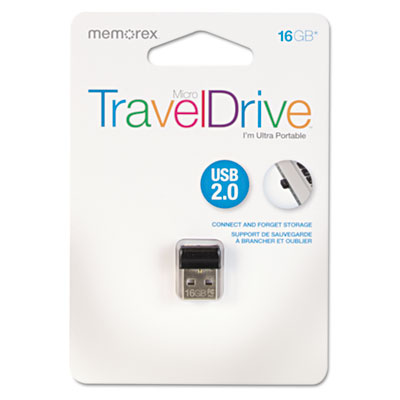 memorex
16GB*
Micro
TravelDrive™
I'm Ultra Portable
USB
2.0
CONNECT AND FORGET STORAGE
SUPPORT DE SAUVEGARDE
À BRANCHER ET OUBLIER
16GB